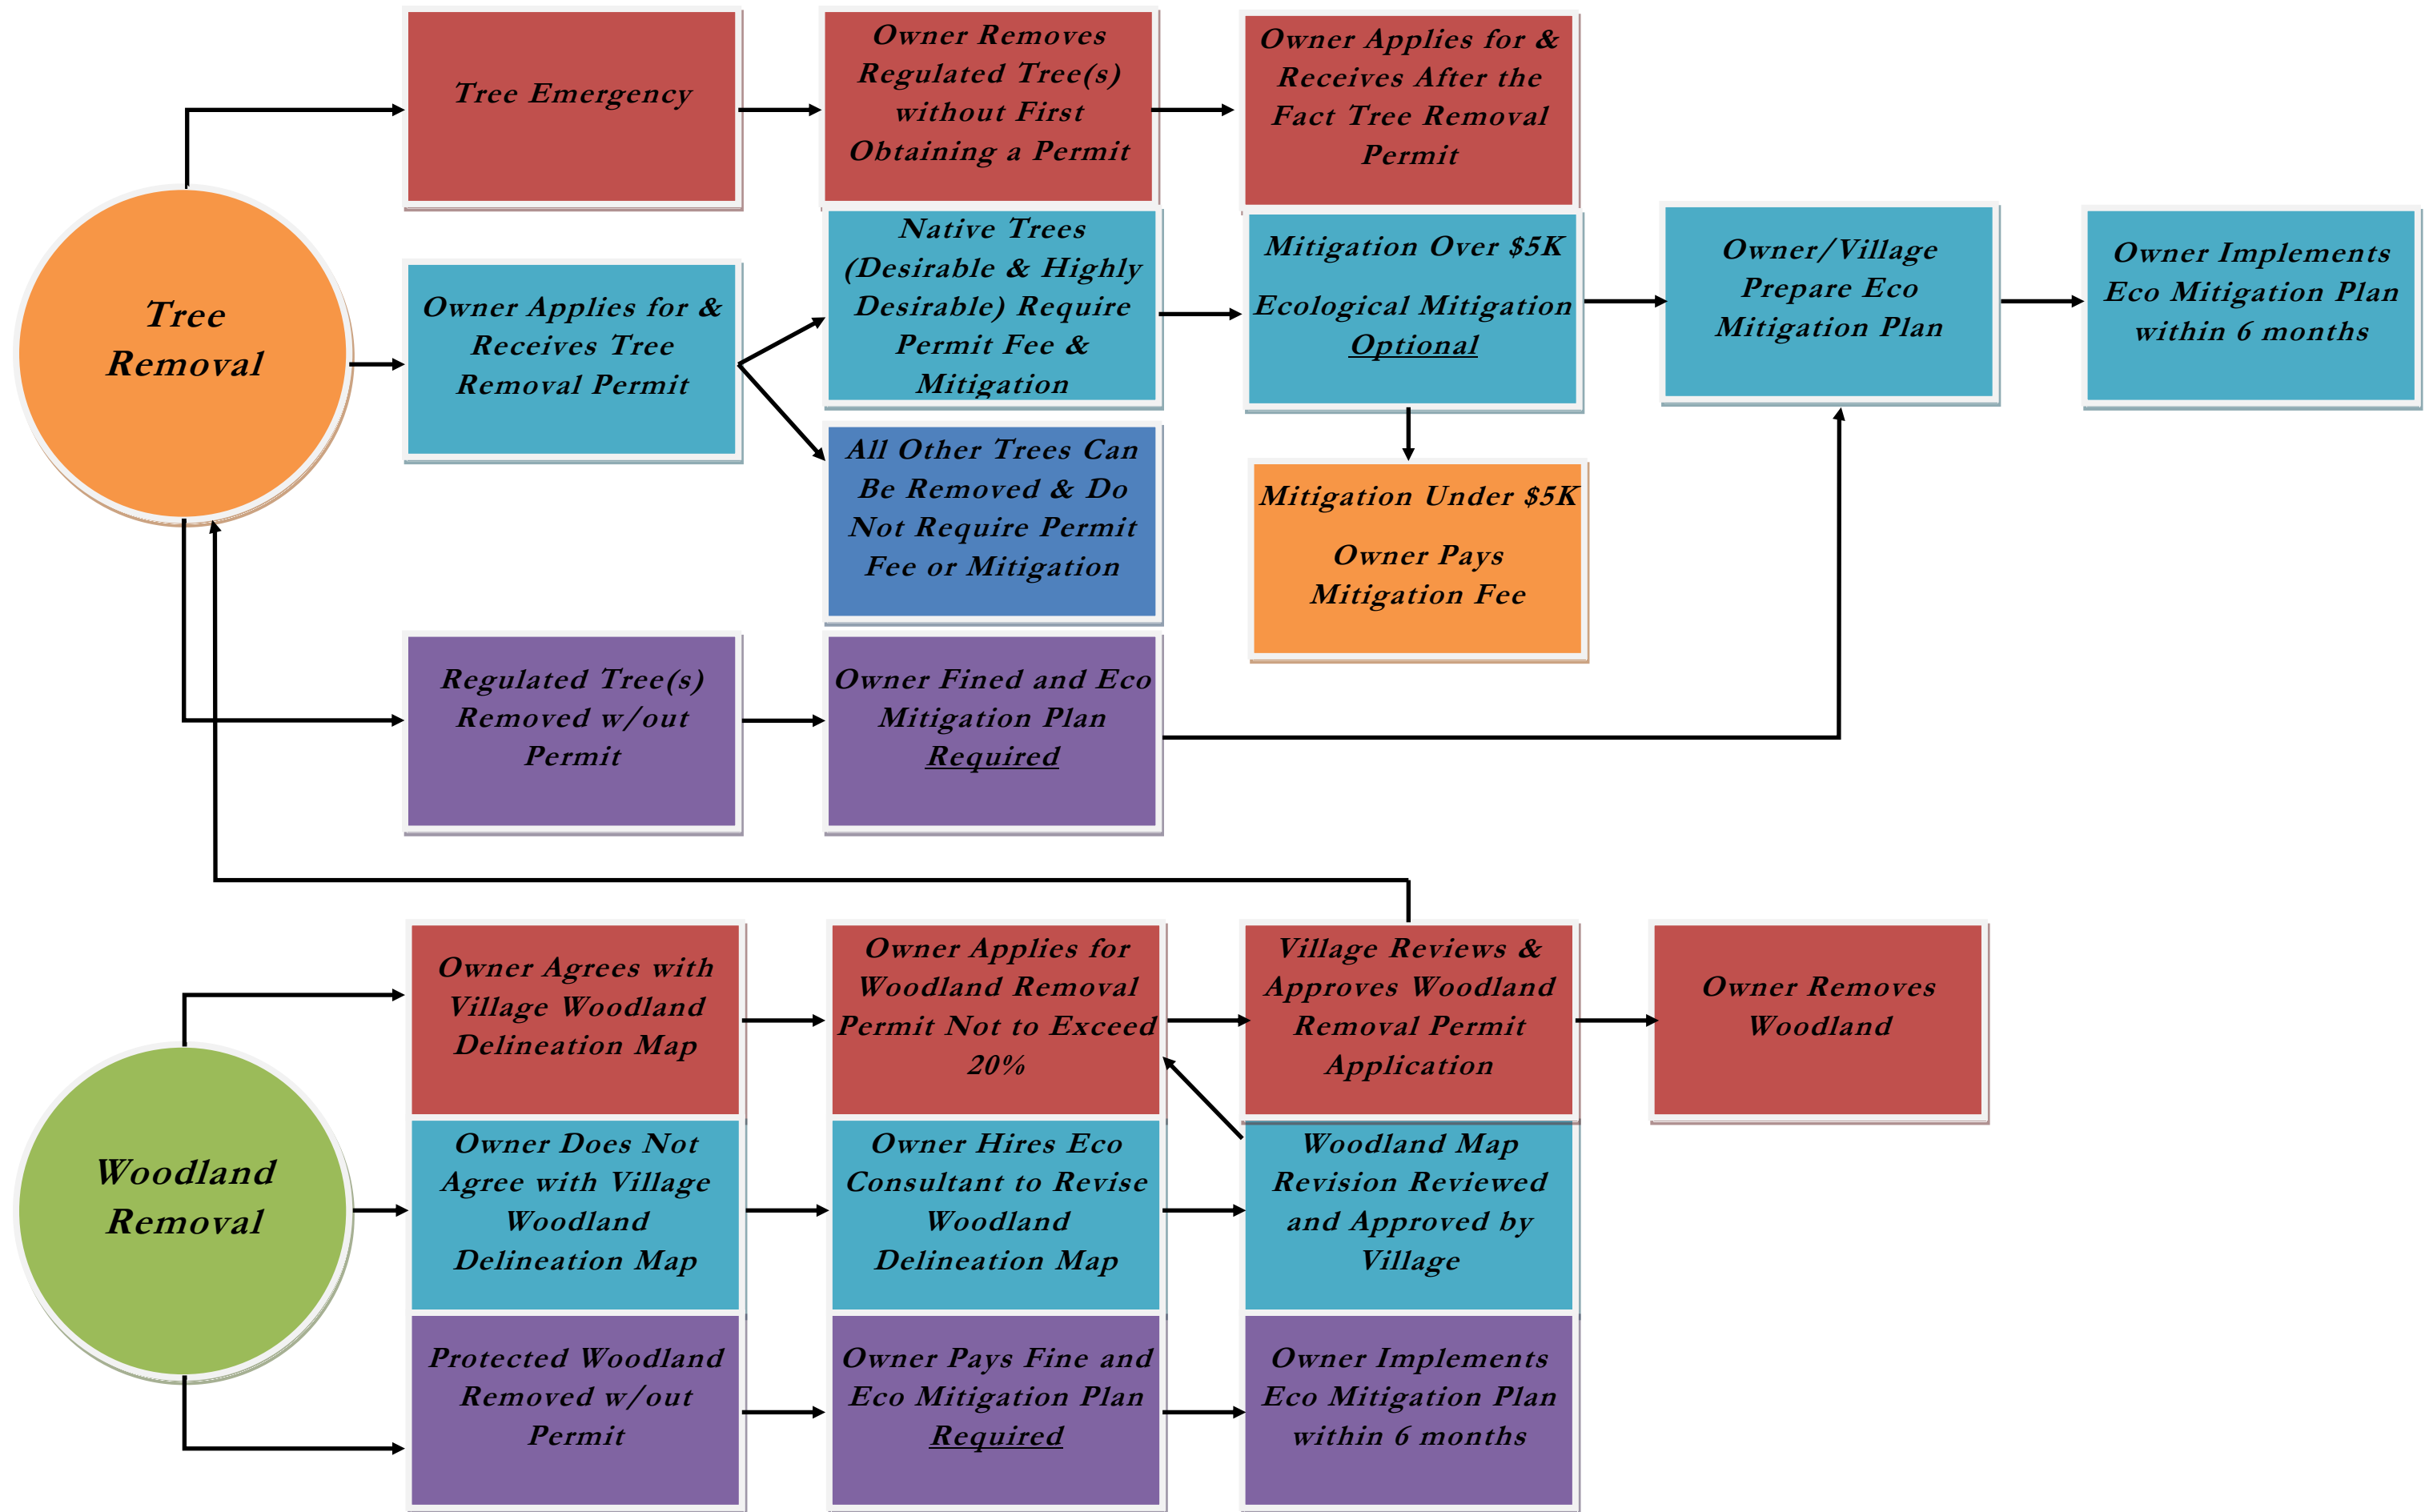 Tree Emergency
Owner Removes
Regulated Tree(s)
without First
Obtaining a Permit
Owner Applies for &
Receives After the
Fact Tree Removal
Permit
Tree
Removal
Owner Applies for &
Receives Tree
Removal Permit
Native Trees
(Desirable & Highly
Desirable) Require
Permit Fee &
Mitigation
Mitigation Over $5K
Ecological Mitigation
Optional
Owner/Village
Prepare Eco
Mitigation Plan
Owner Implements
Eco Mitigation Plan
within 6 months
All Other Trees Can
Be Removed & Do
Not Require Permit
Fee or Mitigation
Mitigation Under $5K
Owner Pays
Mitigation Fee
Regulated Tree(s)
Removed w/out
Permit
Owner Fined and Eco
Mitigation Plan
Required
Owner Agrees with
Village Woodland
Delineation Map
Owner Applies for
Woodland Removal
Permit Not to Exceed
20%
Village Reviews &
Approves Woodland
Removal Permit
Application
Owner Removes
Woodland
Woodland
Removal
Owner Does Not
Agree with Village
Woodland
Delineation Map
Owner Hires Eco
Consultant to Revise
Woodland
Delineation Map
Woodland Map
Revision Reviewed
and Approved by
Village
Protected Woodland
Removed w/out
Permit
Owner Pays Fine and
Eco Mitigation Plan
Required
Owner Implements
Eco Mitigation Plan
within 6 months